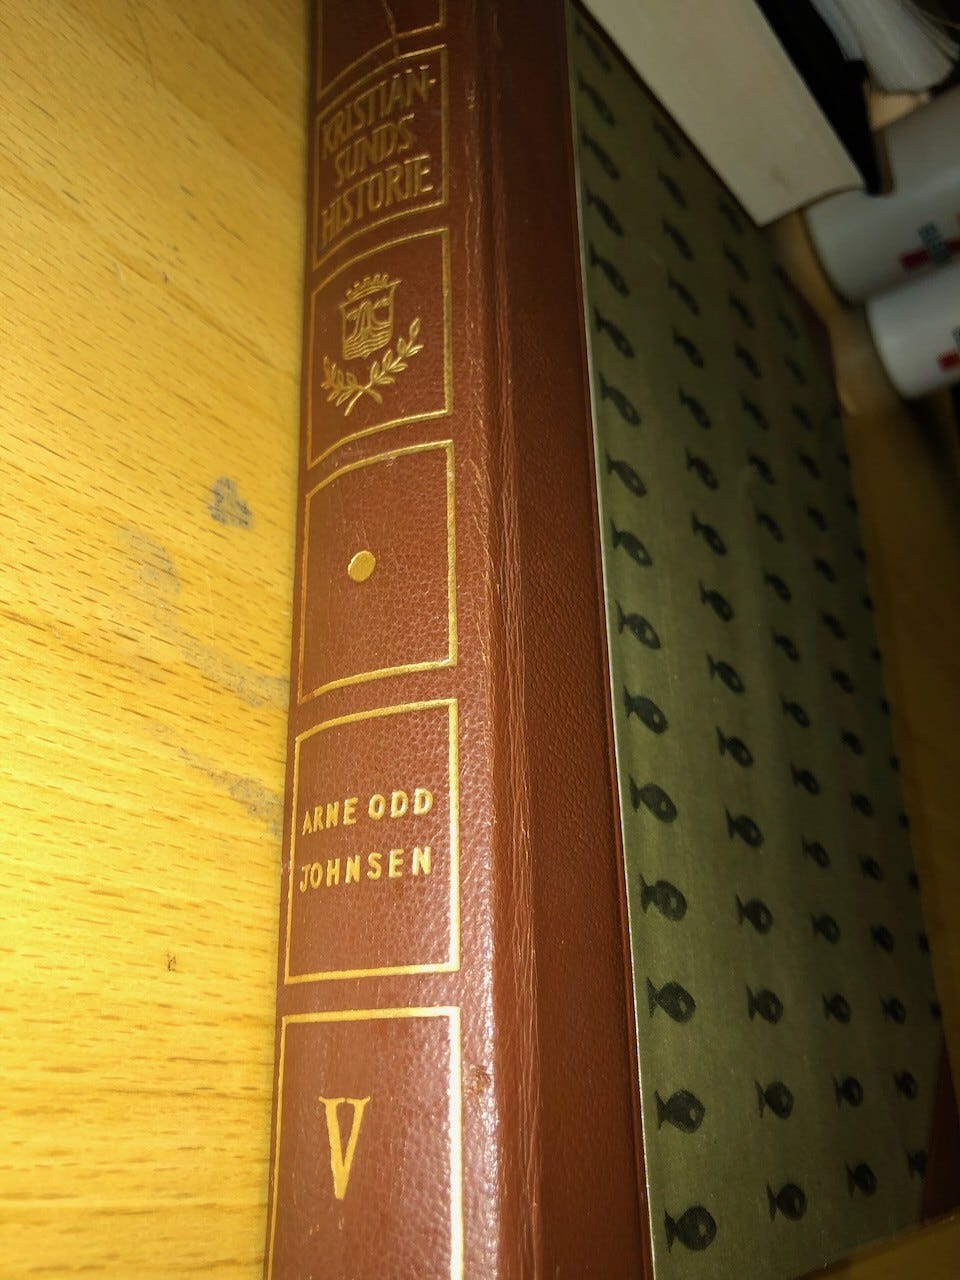 KRISTIAN-
SUNDS
HISTORIE
ARNE ODD
JOHNSEN
V